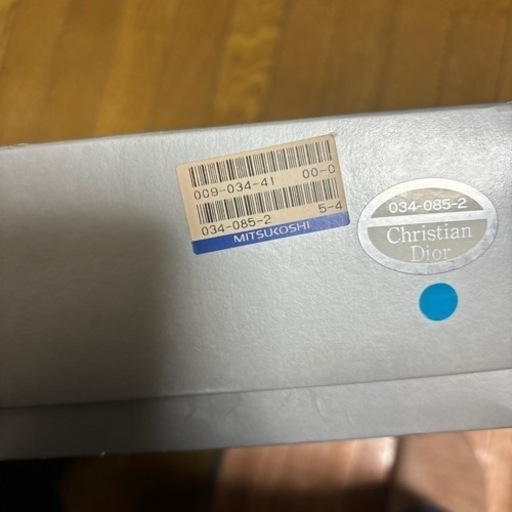 009-034-41 00-0
034-085-2 5-4
MITSUKOSHI
034-085-2
Christian
Dior